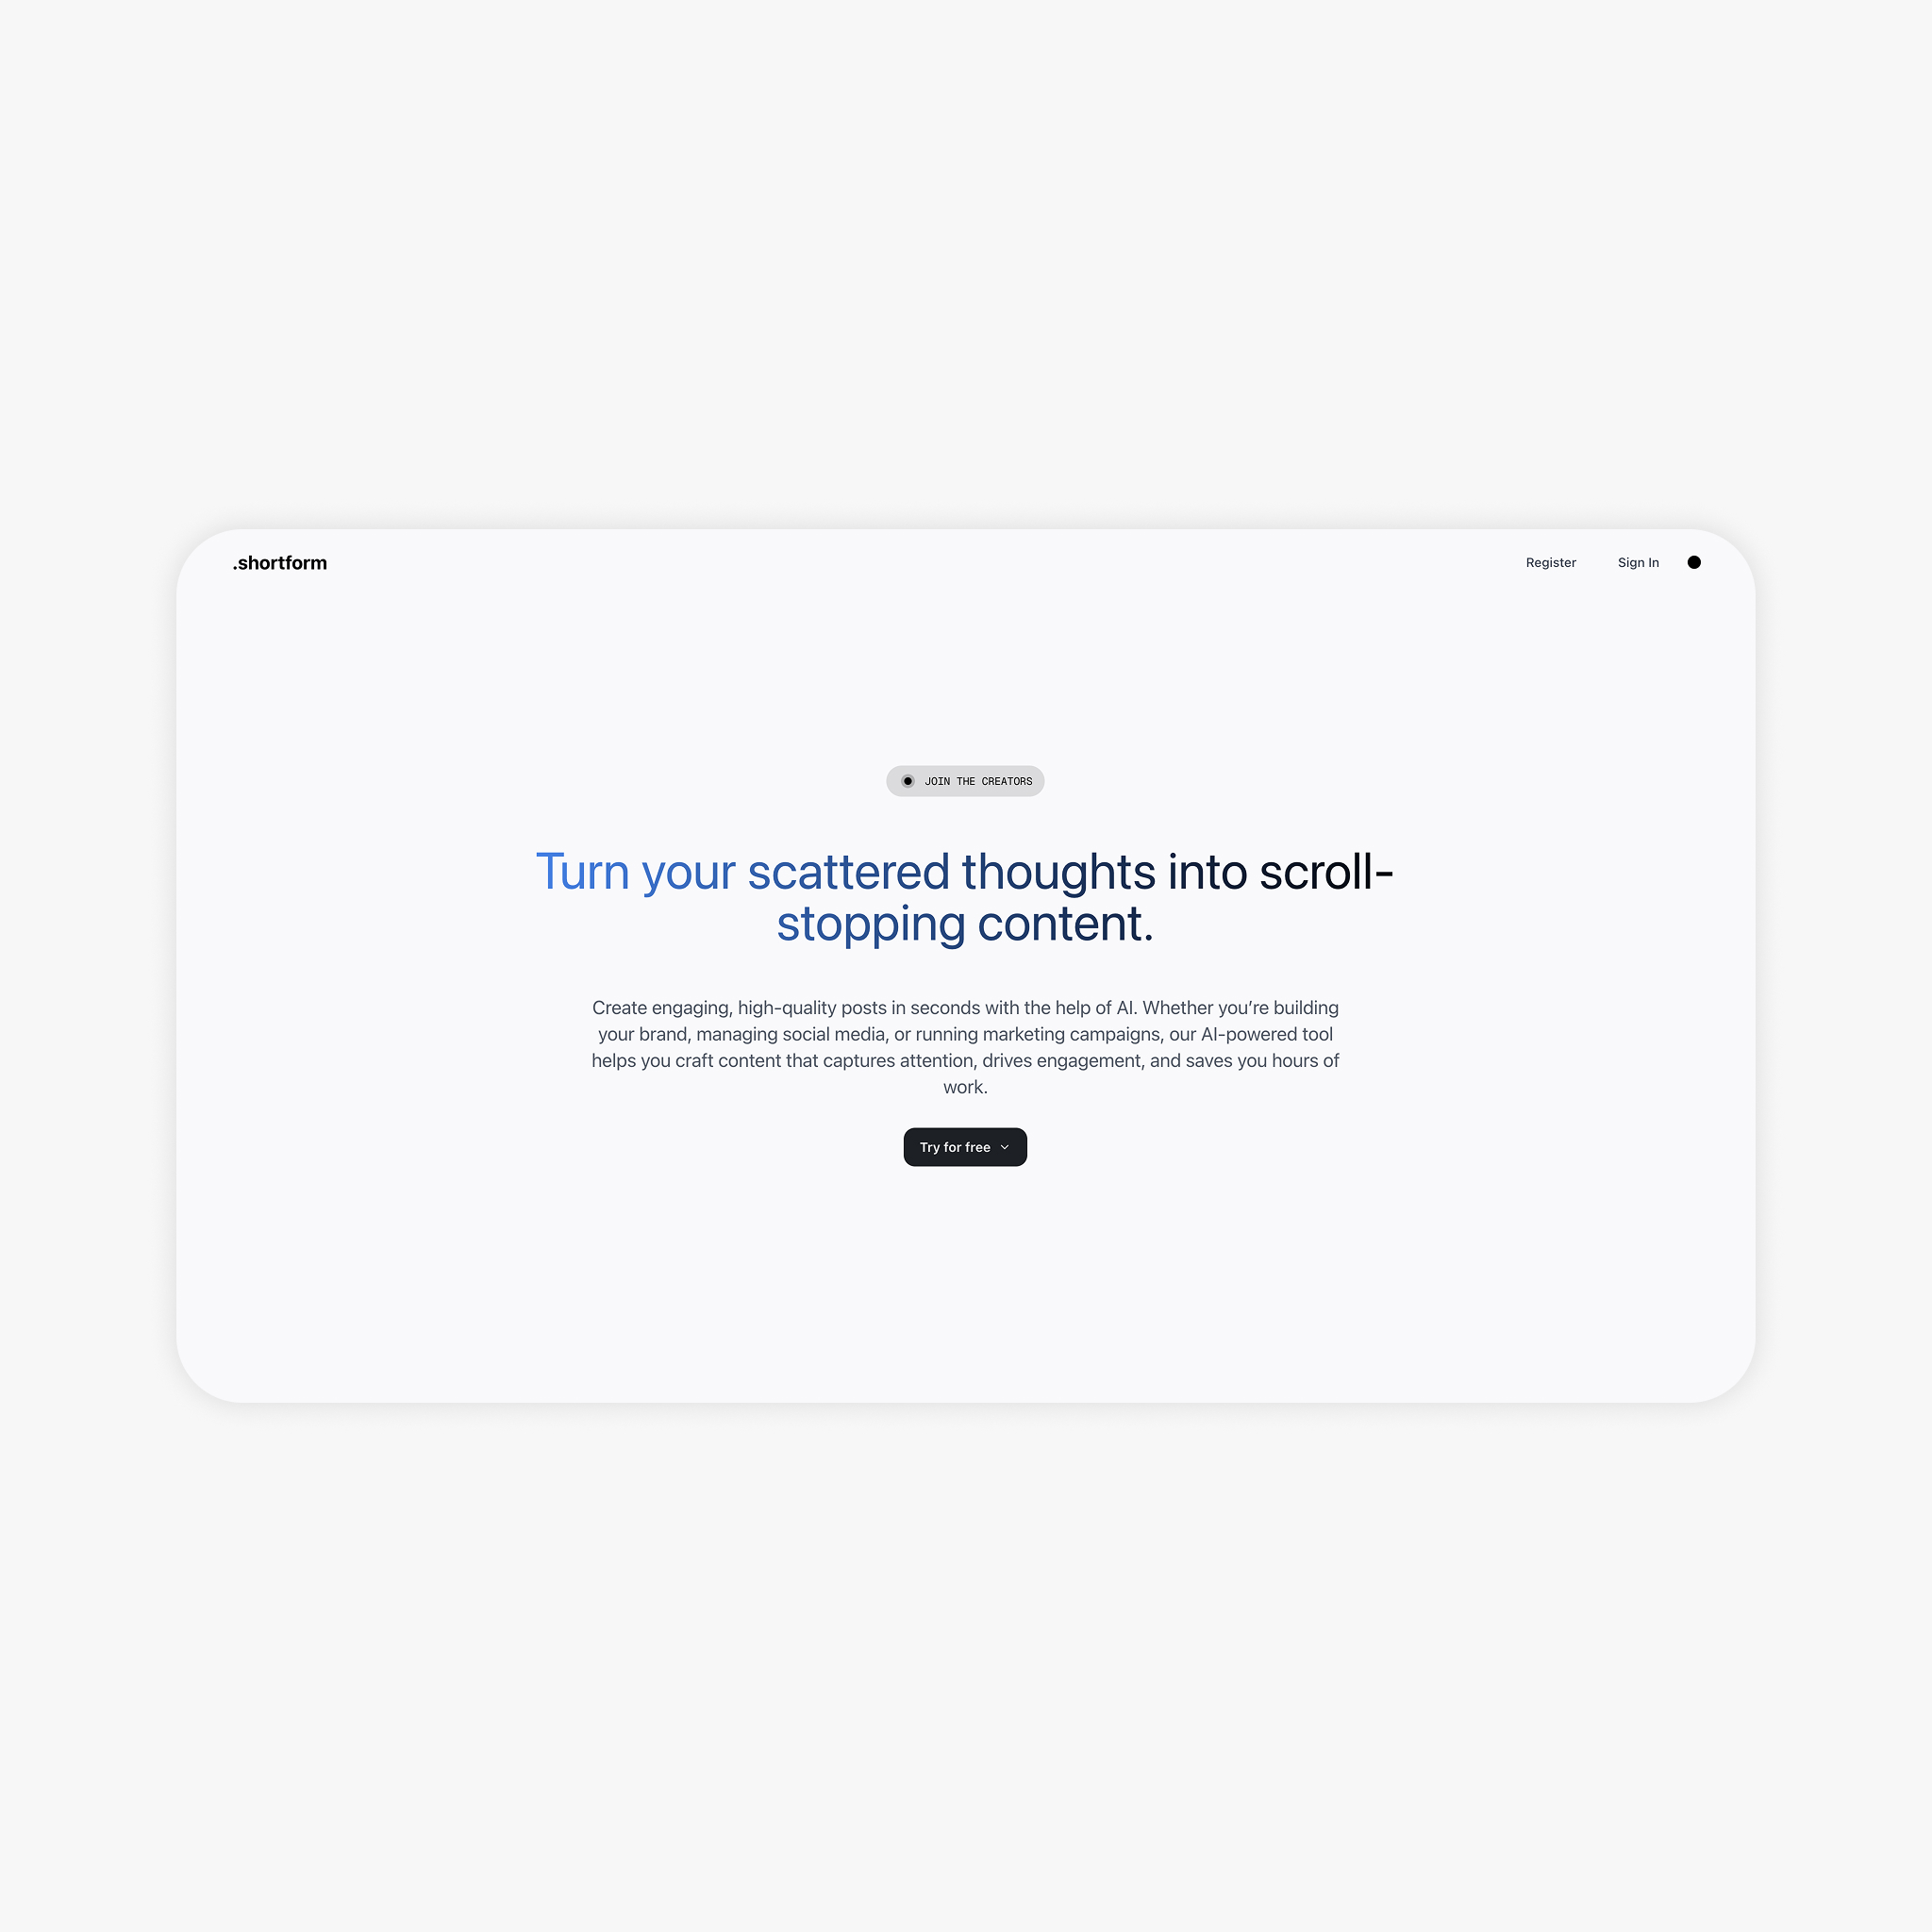 .shortform
Register
Sign In
JOIN THE CREATORS
Turn your scattered thoughts into scroll-
stopping content.
Create engaging, high-quality posts in seconds with the help of AI. Whether you’re building
your brand, managing social media, or running marketing campaigns, our AI-powered tool
helps you craft content that captures attention, drives engagement, and saves you hours of
work.
Try for free